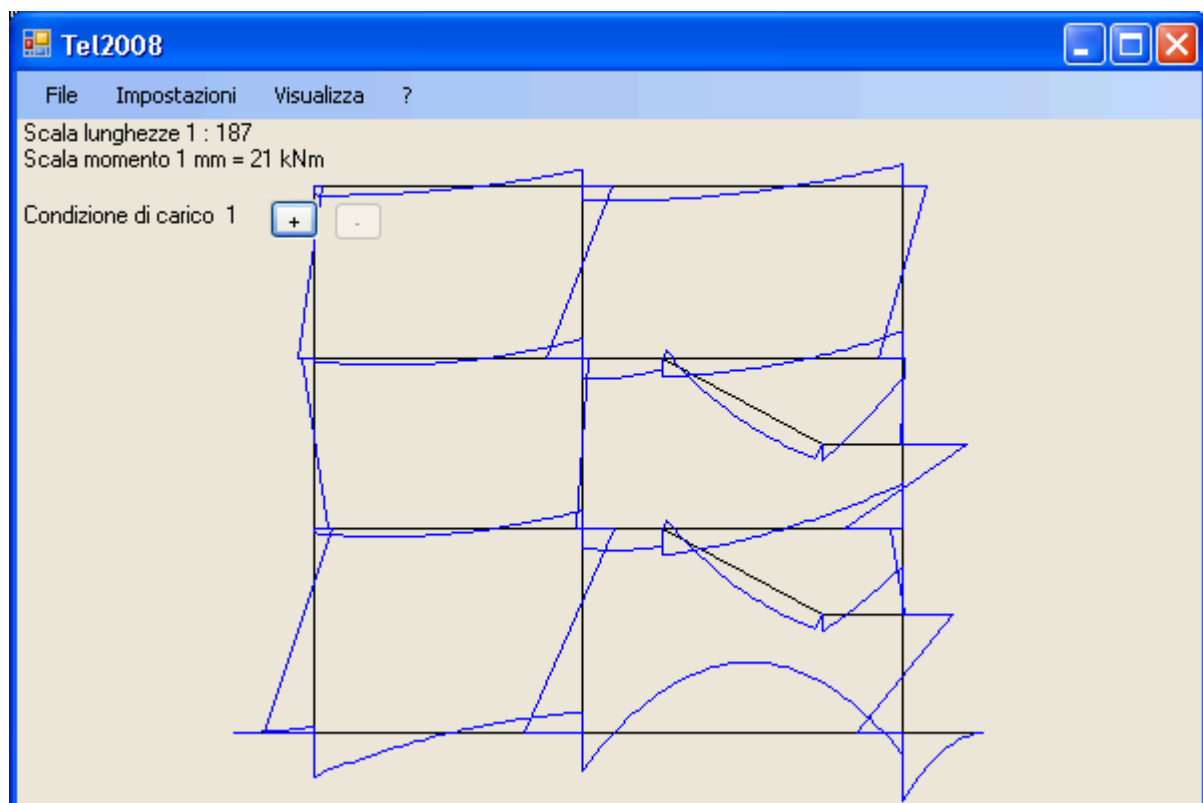 Tel2008
File Impostazioni Visualizza ?
Scala lunghezze 1 : 187
Scala momento 1 mm = 21 kNm
Condizione di carico 1 + -